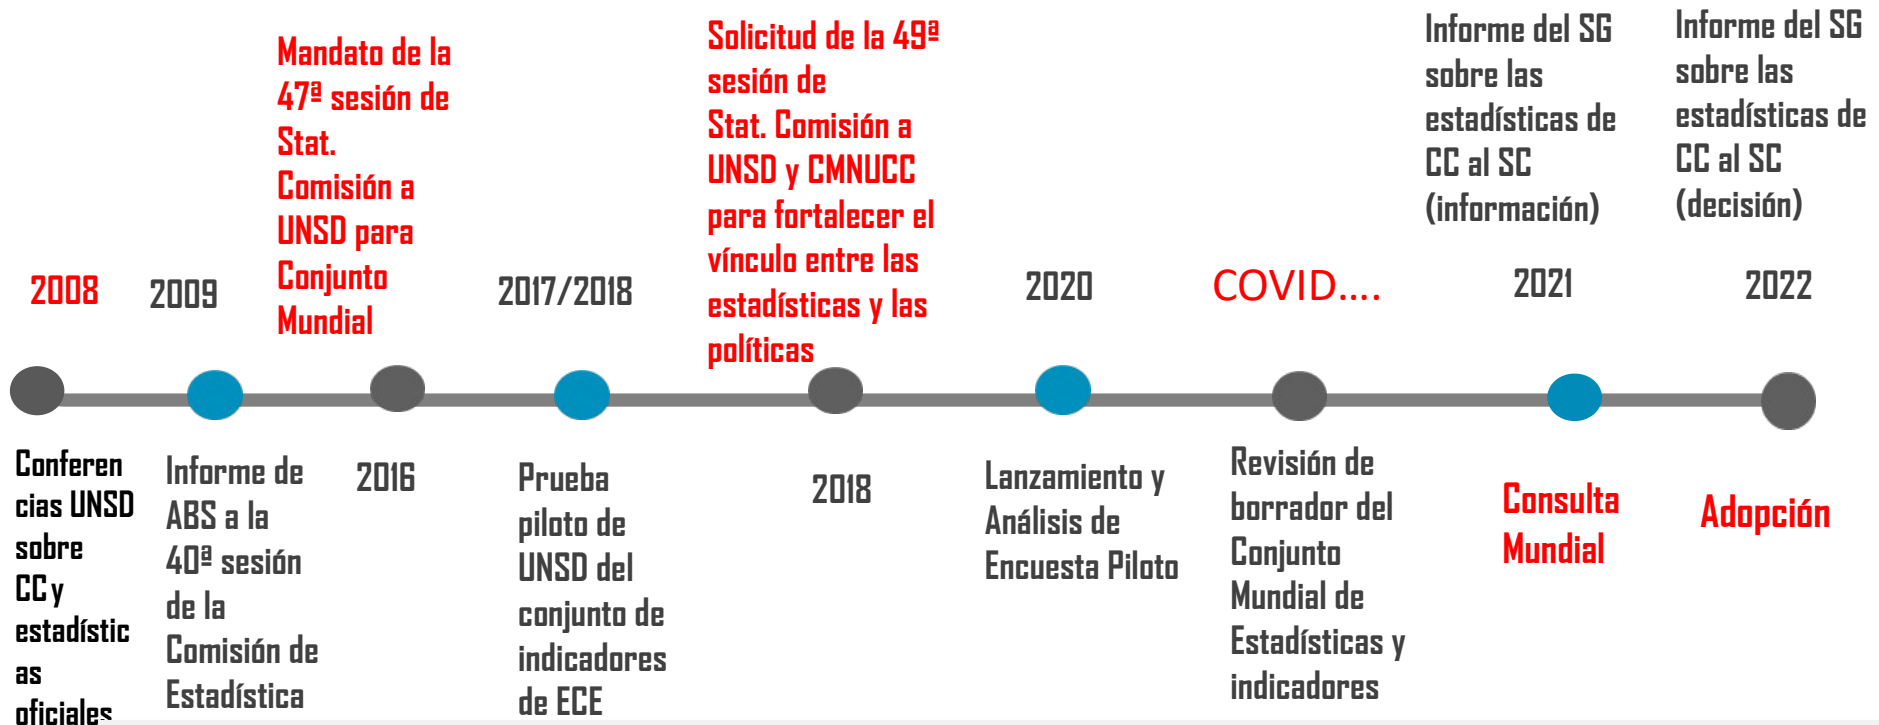 2008
Conferen
cias UNSD
sobre
CC y
estadístic
as
oficiales
2009
Informe de
ABS a la
40ª sesión
de la
Comisión de
Estadística
Mandato de la
47ª sesión de
Stat.
Comisión a
UNSD para
Conjunto
Mundial
2016
2017/2018
Prueba
piloto de
UNSD del
conjunto de
indicadores
de ECE
Solicitud de la 49ª
sesión de
Stat. Comisión a
UNSD y CMNUCC
para fortalecer el
vínculo entre las
estadísticas y las
políticas
2018
2020
Lanzamiento y
Análisis de
Encuesta Piloto
COVID....
Revisión de
borrador del
Conjunto
Mundial de
Estadísticas y
indicadores
Informe del SG
sobre las
estadísticas de
CC al SC
(información)
2021
Consulta
Mundial
Informe del SG
sobre las
estadísticas de
CC al SC
(decisión)
2022
Adopción